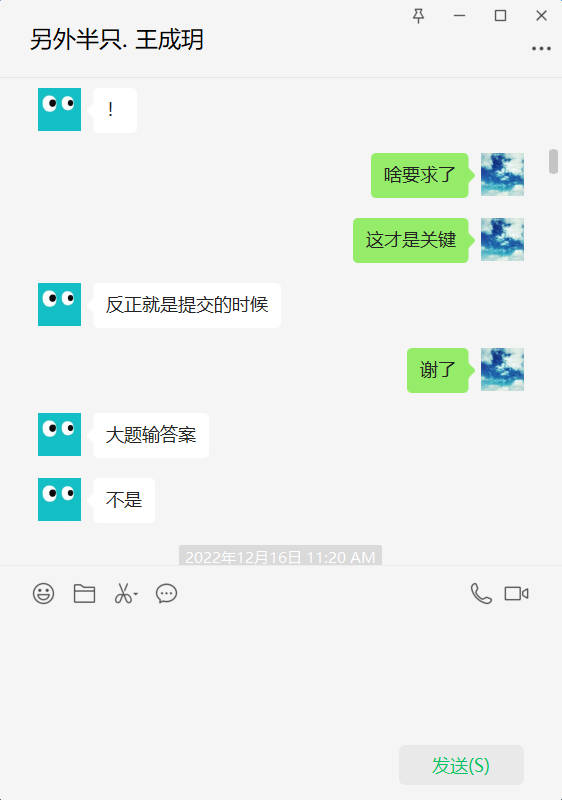 另外半只. 王成玥
！
啥要求了
这才是关键
反正就是提交的时候
谢了
大题输答案
不是
2022年12月16日 11:20 AM
发送(S)